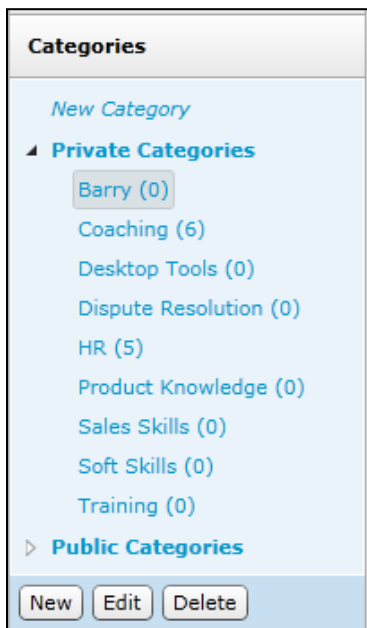 Categories
New Category
Private Categories
Barry (0)
Coaching (6)
Desktop Tools (0)
Dispute Resolution (0)
HR (5)
Product Knowledge (0)
Sales Skills (0)
Soft Skills (0)
Training (0)
Public Categories
New Edit Delete